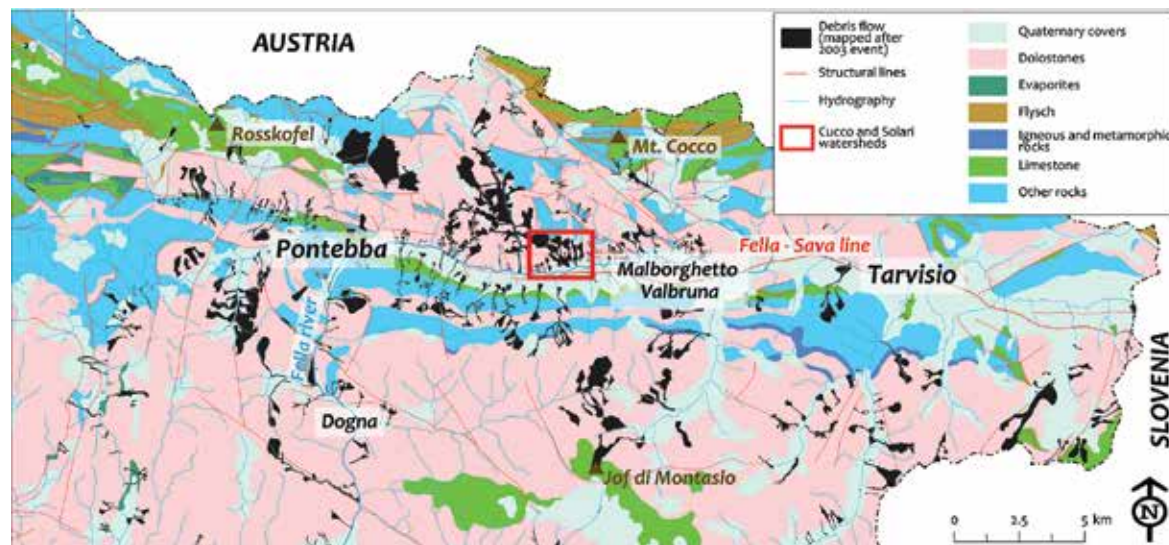 AUSTRIA
Rosskofel
Mt. Cocco
Pontebba
Fella - Sava line
Malborghetto
Valbruna
Tarvisio
Fella river
Dogna
Jof di Montasio
SLOVENIA
Debris flow
(mapped after
2003 event)
Structural lines
Hydrography
Cucco and Solari
watersheds
Quaternary covers
Dolostones
Evaporites
Flysch
Igneous and metamorphic
rocks
Limestone
Other rocks
N
0 2.5 5 km